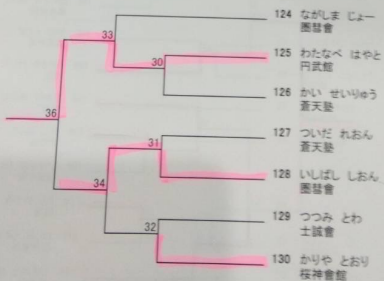 124 ながしま じょー
圏替會
33
125 わたなべ はやと
円武館
30
126 かい せいりゅう
蒼天塾
36
127 ついだ れおん
蒼天塾
31
128 いしばし しおん
圏替會
34
129 つつみ とわ
士誠會
32
130 かりや とおり
桜神會館